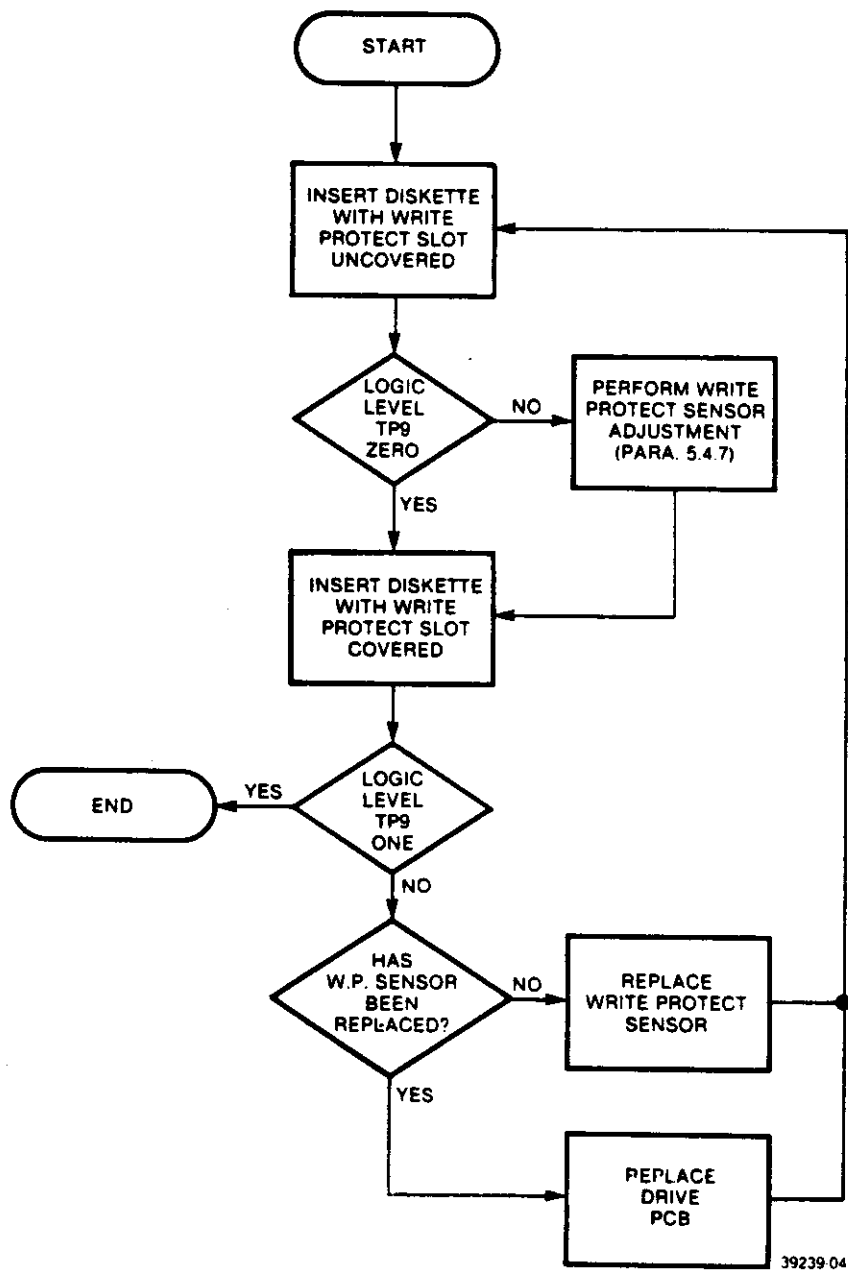 START
INSERT DISKETTE
WITH WRITE
PROTECT SLOT
UNCOVERED
LOGIC
LEVEL
TP9
ZERO
NO
PERFORM WRITE
PROTECT SENSOR
ADJUSTMENT
(PARA. 5.4.7)
YES
INSERT DISKETTE
WITH WRITE
PROTECT SLOT
COVERED
LOGIC
LEVEL
TP9
ONE
YES
END
NO
HAS
W.P. SENSOR
BEEN
REPLACED?
NO
REPLACE
WRITE PROTECT
SENSOR
YES
REPLACE
DRIVE
PCB
39239-04